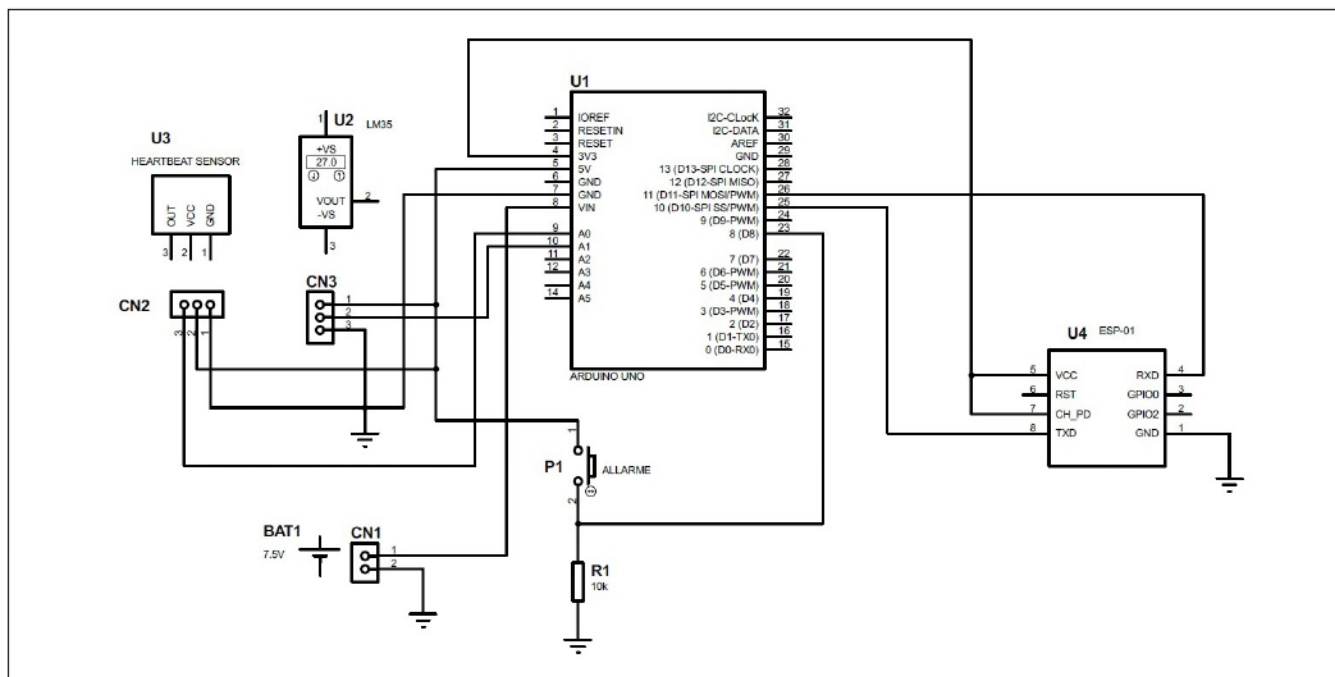 U1
U3
HEARTBEAT SENSOR
OUT
VCC
GND
3
2
1
1
U2
LM35
+VS
27.0
VOUT
-VS
2
3
CN2
3
2
1
CN3
1
2
3
1 IOREF
2 RESETIN
3 RESET
4 3V3
5 5V
6 GND
7 GND
8 VIN
9 A0
10 A1
11 A2
12 A3
A4
14 A5
I2C-CLocK 32
I2C-DATA 31
AREF 30
GND 29
13 (D13-SPI CLOCK) 28
12 (D12-SPI MISO) 27
11 (D11-SPI MOSI/PWM) 26
10 (D10-SPI SS/PWM) 25
9 (D9-PWM) 24
8 (D8) 23
7 (D7) 22
6 (D6-PWM) 21
5 (D5-PWM) 20
4 (D4) 19
3 (D3-PWM) 18
2 (D2) 17
1 (D1-TX0) 16
0 (D0-RX0) 15
ARDUINO UNO
U4 ESP-01
5 VCC
6 RST
7 CH_PD
8 TXD
RXD 4
GPIO0 3
GPIO2 2
GND 1
1
P1
ALLARME
2
BAT1
7.5V
CN1
1
2
R1
10k